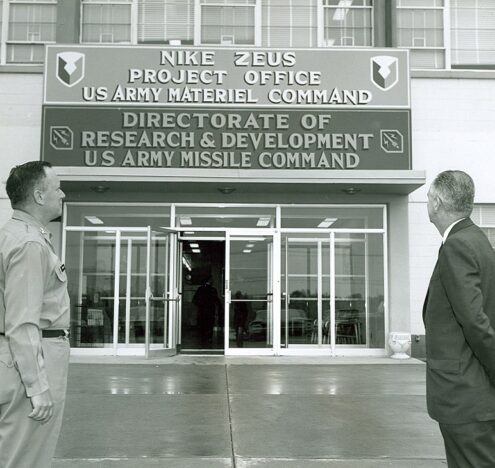 NIKE ZEUS
PROJECT OFFICE
US ARMY MATERIEL COMMAND
DIRECTORATE OF
RESEARCH & DEVELOPMENT
US ARMY MISSILE COMMAND